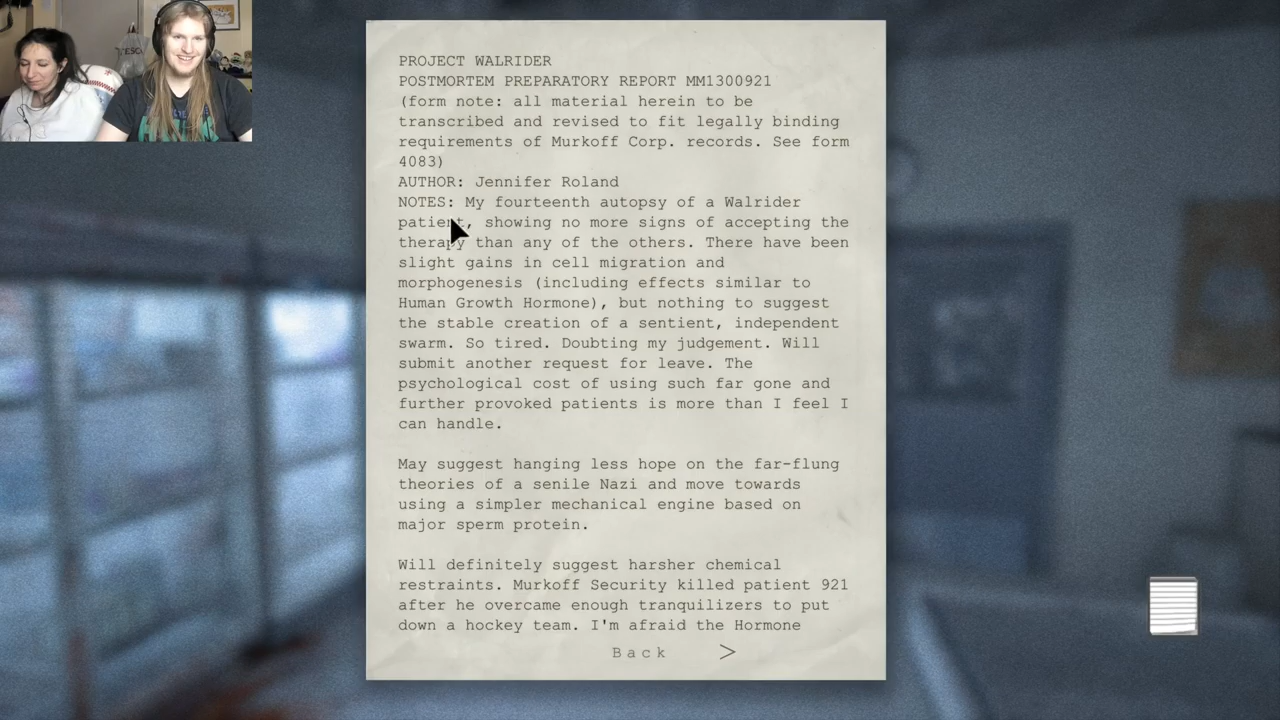 PROJECT WALRIDER
POSTMORTEM PREPARATORY REPORT MM1300921
(form note: all material herein to be
transcribed and revised to fit legally binding
requirements of Murkoff Corp. records. See form
4083)
AUTHOR: Jennifer Roland
NOTES: My fourteenth autopsy of a Walrider
patient, showing no more signs of accepting the
therapy than any of the others. There have been
slight gains in cell migration and
morphogenesis (including effects similar to
Human Growth Hormone), but nothing to suggest
the stable creation of a sentient, independent
swarm. So tired. Doubting my judgement. Will
submit another request for leave. The
psychological cost of using such far gone and
further provoked patients is more than I feel I
can handle.
May suggest hanging less hope on the far-flung
theories of a senile Nazi and move towards
using a simpler mechanical engine based on
major sperm protein.
Will definitely suggest harsher chemical
restraints. Murkoff Security killed patient 921
after he overcame enough tranquilizers to put
down a hockey team. I'm afraid the Hormone
Back >